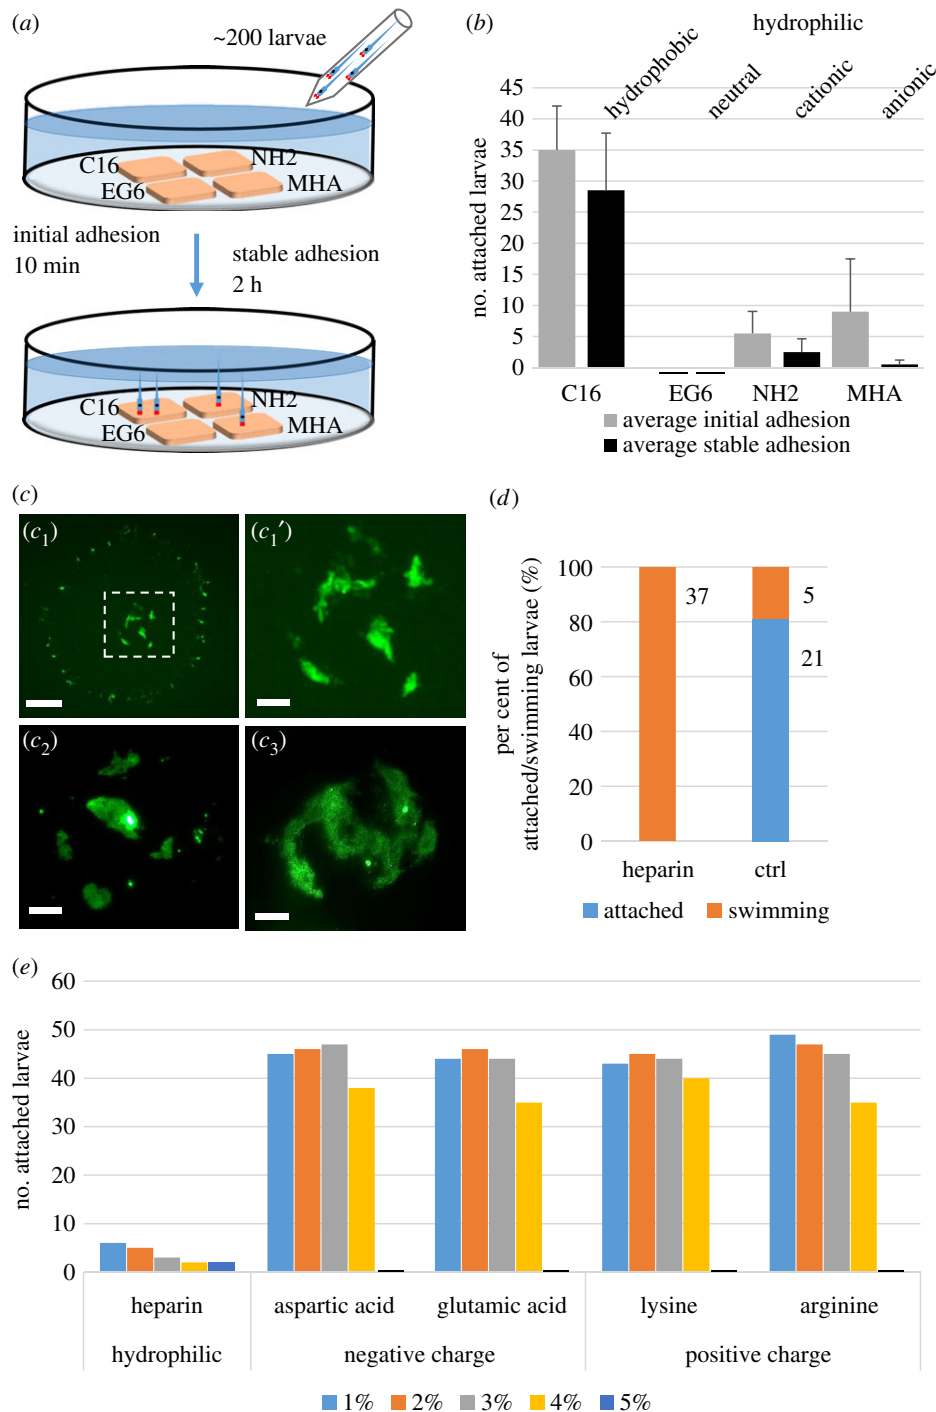 (a)
~200 larvae
C16
NH2
EG6
MHA
initial adhesion
10 min
stable adhesion
2 h
C16
NH2
EG6
MHA
(b)
hydrophilic
hydrophobic
neutral
cationic
anionic
no. attached larvae
45
40
35
30
25
20
15
10
5
0
C16
EG6
NH2
MHA
average initial adhesion
average stable adhesion
(c)
(c1)
(c1′)
(c2)
(c3)
(d)
per cent of
attached/swimming larvae (%)
100
80
60
40
20
0
37
5
21
heparin
ctrl
attached
swimming
(e)
no. attached larvae
60
50
40
30
20
10
0
heparin
aspartic acid
glutamic acid
lysine
arginine
hydrophilic
negative charge
positive charge
1%
2%
3%
4%
5%